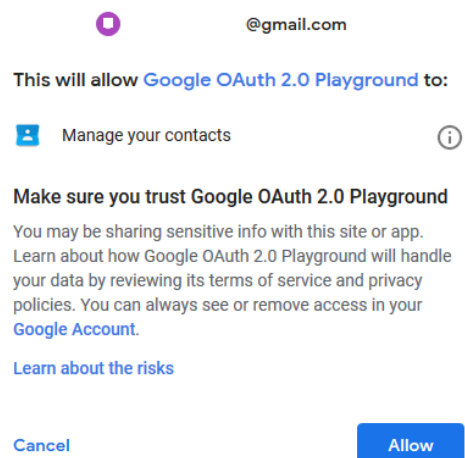 @gmail.com
This will allow Google OAuth 2.0 Playground to:
Manage your contacts
Make sure you trust Google OAuth 2.0 Playground
You may be sharing sensitive info with this site or app.
Learn about how Google OAuth 2.0 Playground will handle
your data by reviewing its terms of service and privacy
policies. You can always see or remove access in your
Google Account.
Learn about the risks
Cancel Allow